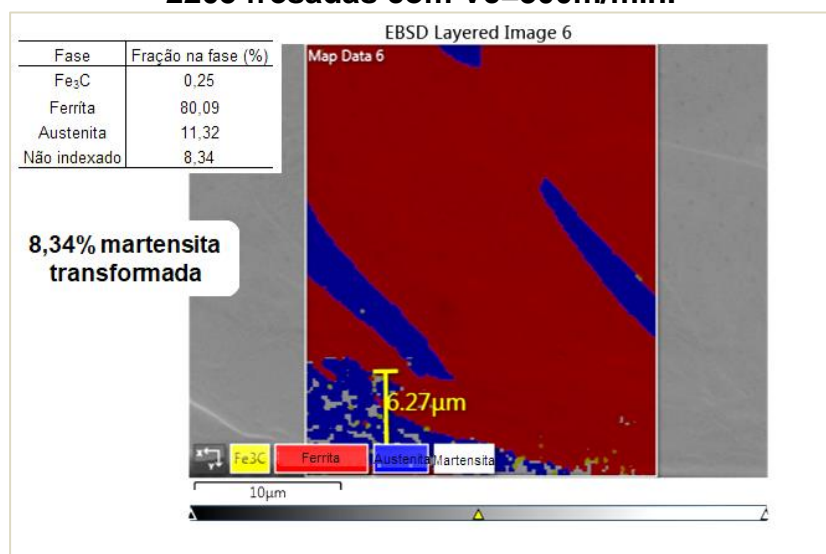 EBSD Layered Image 6
Fase Fração na fase (%)
Fe₃C 0,25
Ferrita 80,09
Austenita 11,32
Não indexado 8,34
Map Data 6
8,34% martensita
transformada
6.27µm
Fe3C Ferrita Austenita Martensita
10µm